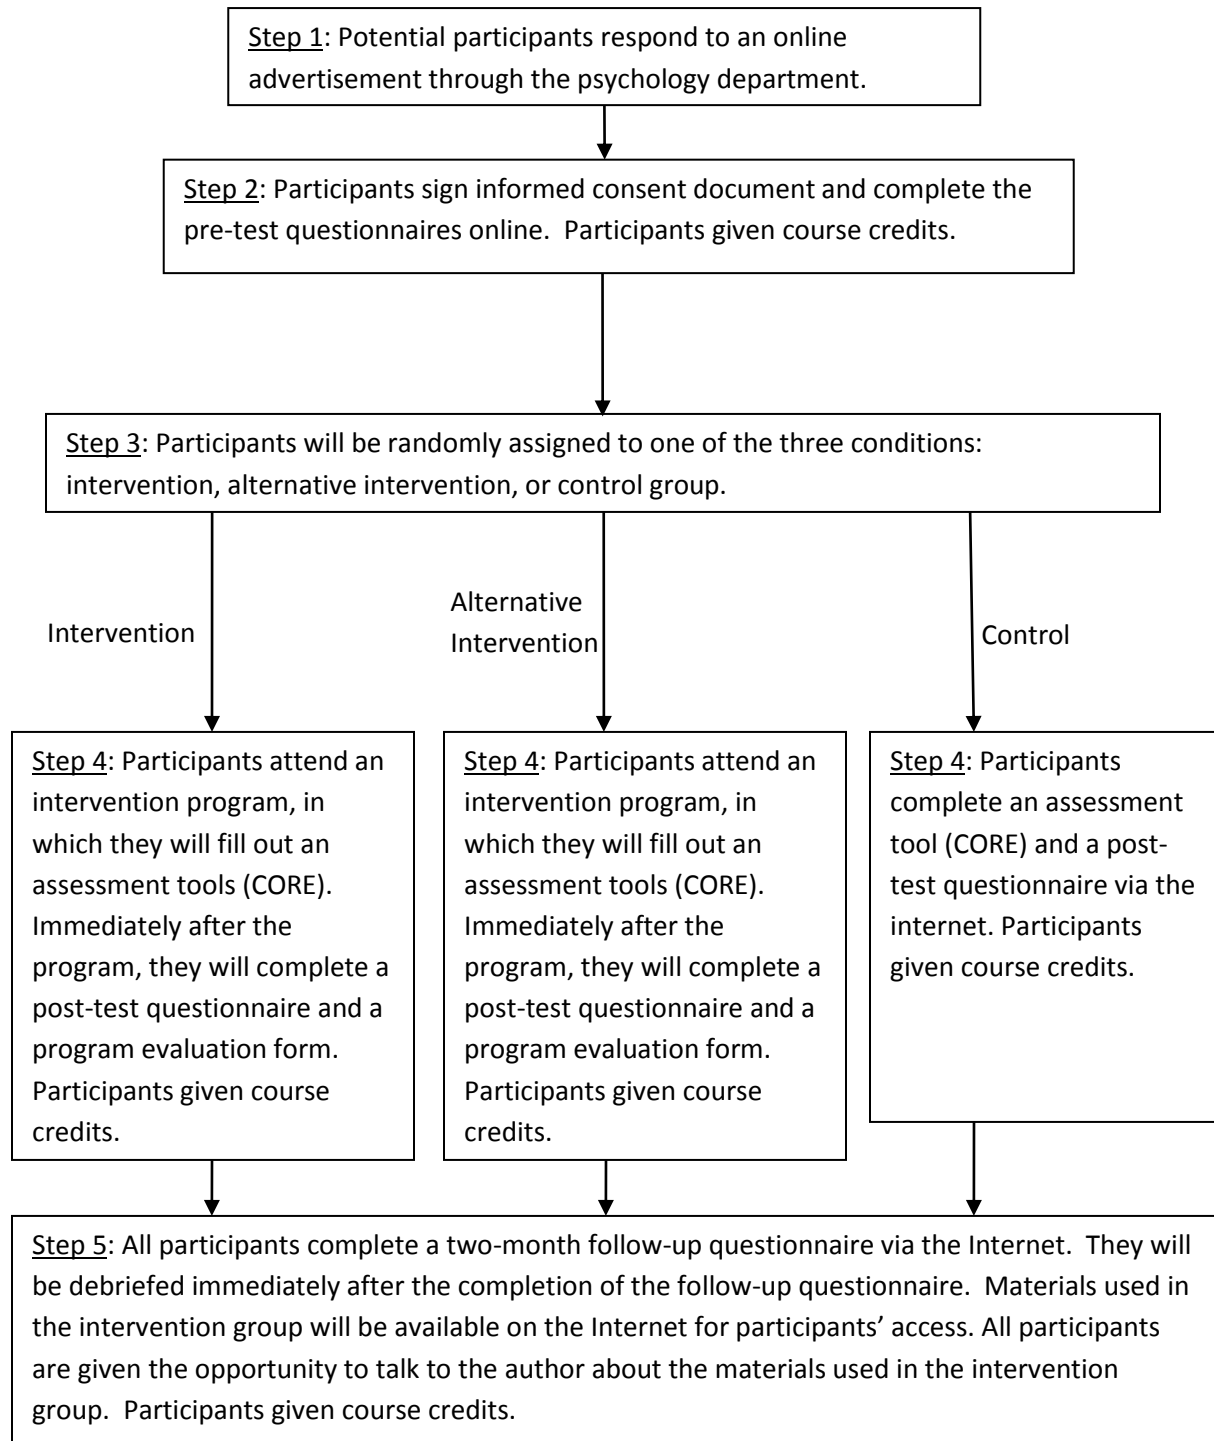 Step 1: Potential participants respond to an online
advertisement through the psychology department.
Step 2: Participants sign informed consent document and complete the
pre-test questionnaires online.  Participants given course credits.
Step 3: Participants will be randomly assigned to one of the three conditions:
intervention, alternative intervention, or control group.
Intervention
Alternative
Intervention
Control
Step 4: Participants attend an
intervention program, in
which they will fill out an
assessment tools (CORE).
Immediately after the
program, they will complete a
post-test questionnaire and a
program evaluation form.
Participants given course
credits.
Step 4: Participants attend an
intervention program, in
which they will fill out an
assessment tools (CORE).
Immediately after the
program, they will complete a
post-test questionnaire and a
program evaluation form.
Participants given course
credits.
Step 4: Participants
complete an assessment
tool (CORE) and a post-
test questionnaire via the
internet. Participants
given course credits.
Step 5: All participants complete a two-month follow-up questionnaire via the Internet.  They will
be debriefed immediately after the completion of the follow-up questionnaire.  Materials used in
the intervention group will be available on the Internet for participants’ access. All participants
are given the opportunity to talk to the author about the materials used in the intervention
group.  Participants given course credits.